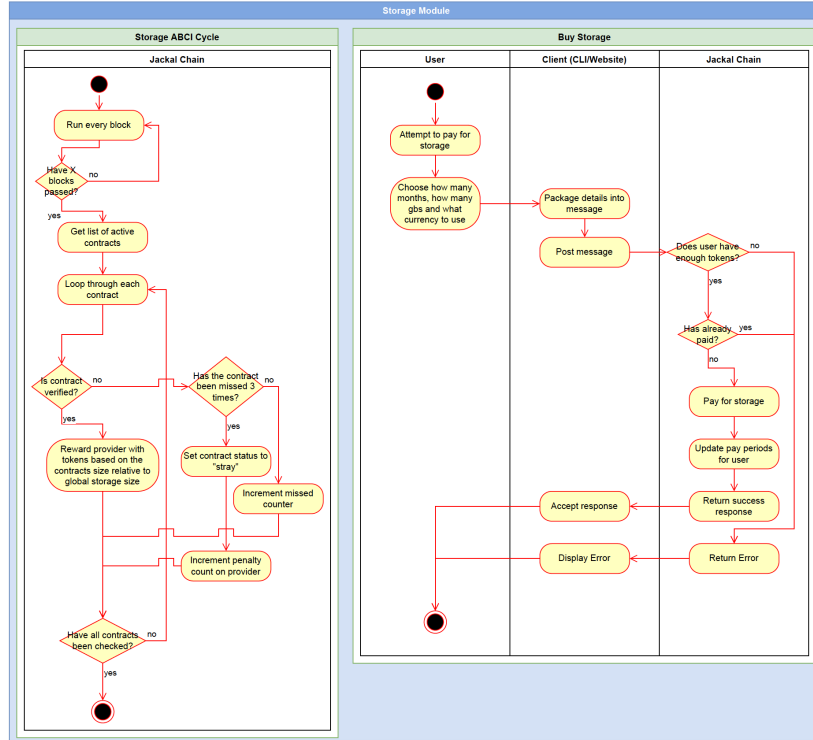 Storage Module
Storage ABCI Cycle
Jackal Chain
Run every block
Have X
blocks
passed?
no
yes
Get list of active
contracts
Loop through each
contract
Is contract
verified?
no
yes
Has the contract
been missed 3
times?
no
yes
Reward provider with
tokens based on the
contracts size relative to
global storage size
Set contract status to
"stray"
Increment missed
counter
Increment penalty
count on provider
Have all contracts
been checked?
no
yes
Buy Storage
User
Client (CLI/Website)
Jackal Chain
Attempt to pay for
storage
Choose how many
months, how many
gbs and what
currency to use
Package details into
message
Post message
Does user have
enough tokens?
no
yes
Has already
paid?
yes
no
Pay for storage
Update pay periods
for user
Return success
response
Accept response
Return Error
Display Error